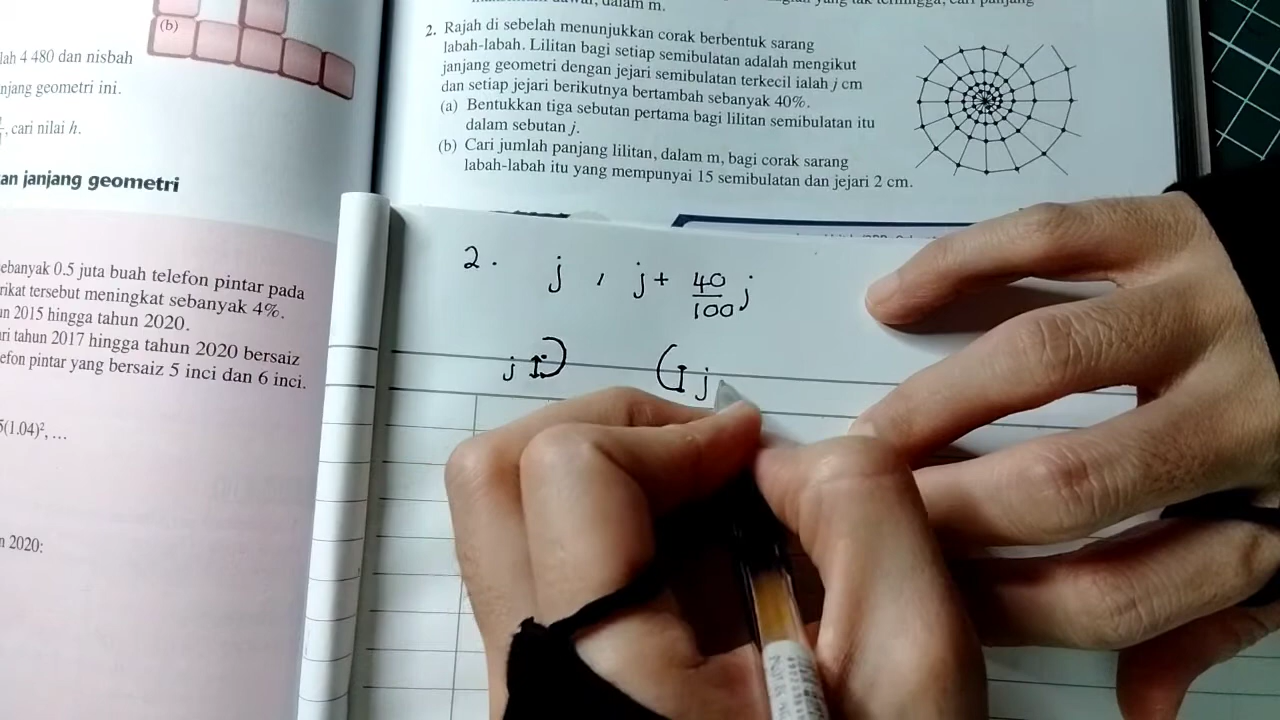 (b)
lah 4 480 dan nisbah
njang geometri ini.
, cari nilai h.
an janjang geometri
ebanyak 0.5 juta buah telefon pintar pada
rikat tersebut meningkat sebanyak 4%.
un 2015 hingga tahun 2020.
ari tahun 2017 hingga tahun 2020 bersaiz
efon pintar yang bersaiz 5 inci dan 6 inci.
5(1.04)², …
n 2020:
dalam m.
2. Rajah di sebelah menunjukkan corak berbentuk sarang
labah-labah. Lilitan bagi setiap semibulatan adalah mengikut
janjang geometri dengan jejari semibulatan terkecil ialah j cm
dan setiap jejari berikutnya bertambah sebanyak 40%.
(a) Bentukkan tiga sebutan pertama bagi lilitan semibulatan itu
dalam sebutan j.
(b) Cari jumlah panjang lilitan, dalam m, bagi corak sarang
labah-labah itu yang mempunyai 15 semibulatan dan jejari 2 cm.
2. j , j + 40/100 j
j j